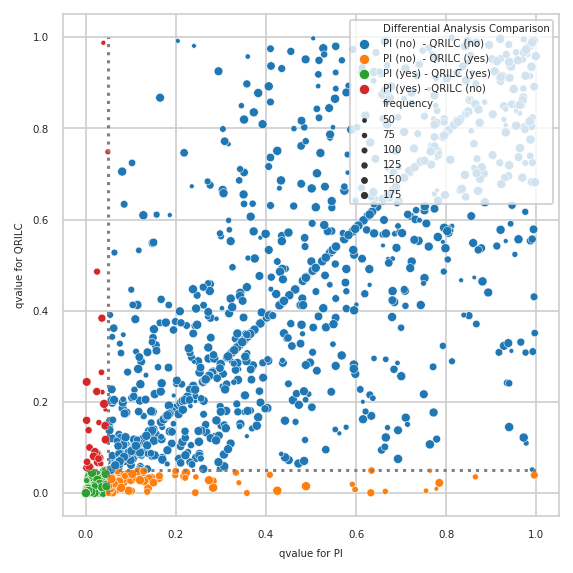 Differential Analysis Comparison
PI (no) - QRILC (no)
PI (no) - QRILC (yes)
PI (yes) - QRILC (yes)
PI (yes) - QRILC (no)
frequency
50
75
100
125
150
175
1.0
0.8
0.6
0.4
0.2
0.0
qvalue for QRILC
0.0 0.2 0.4 0.6 0.8 1.0
qvalue for PI